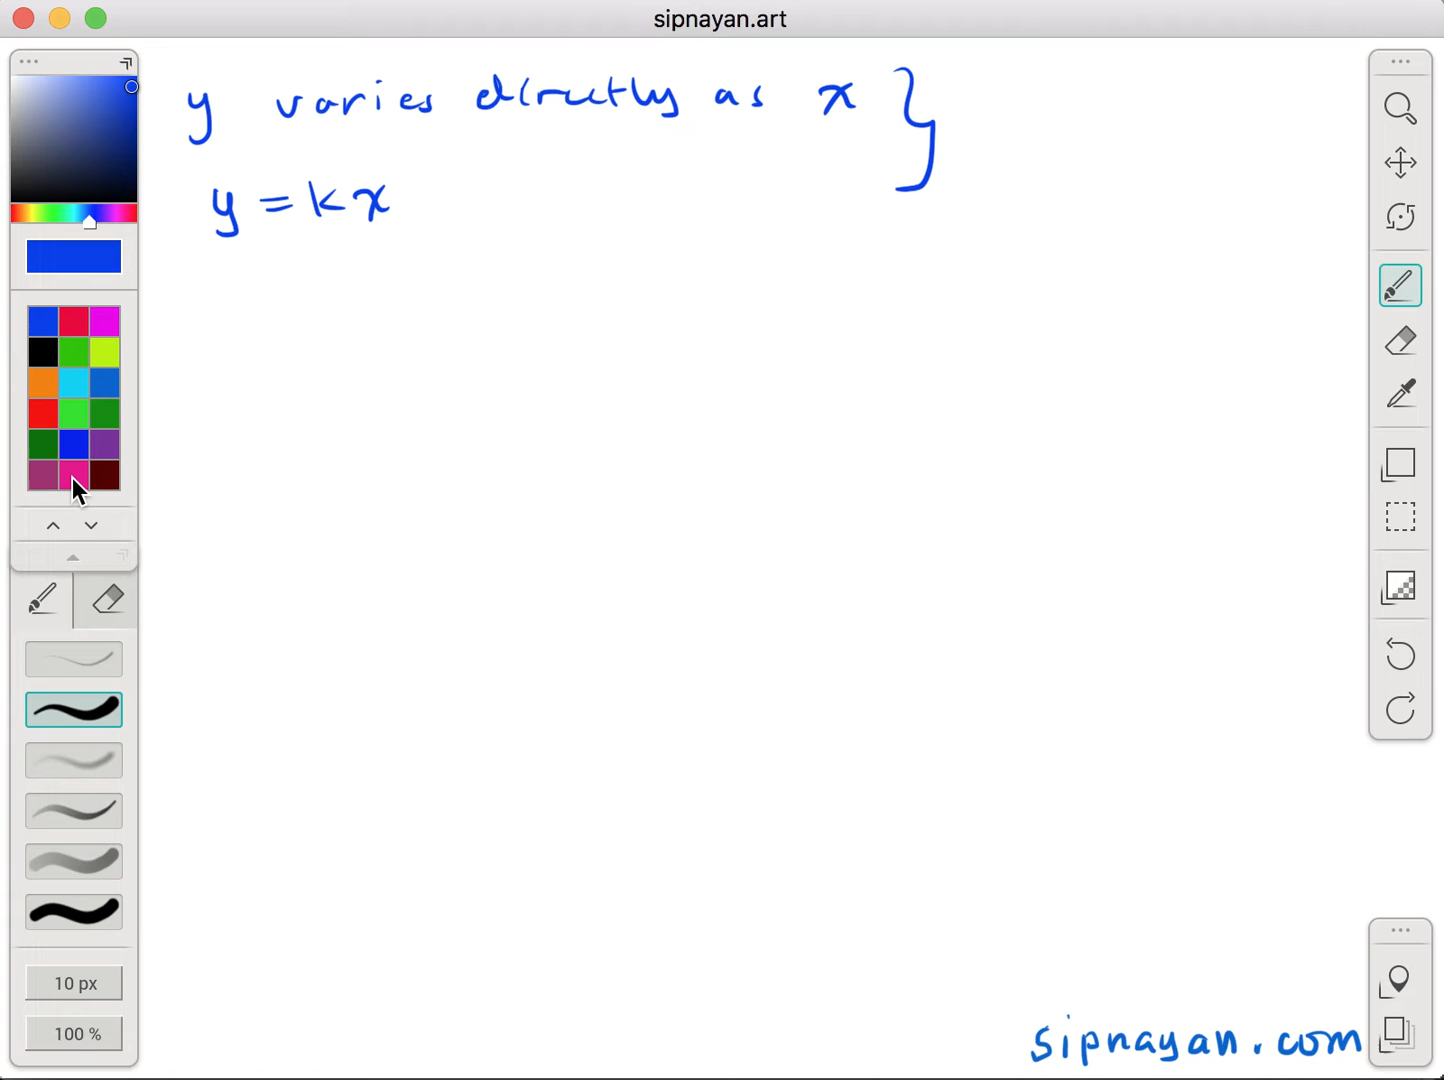 sipnayan.art
y varies directly as x }
y = kx
10 px
100 %
sipnayan.com